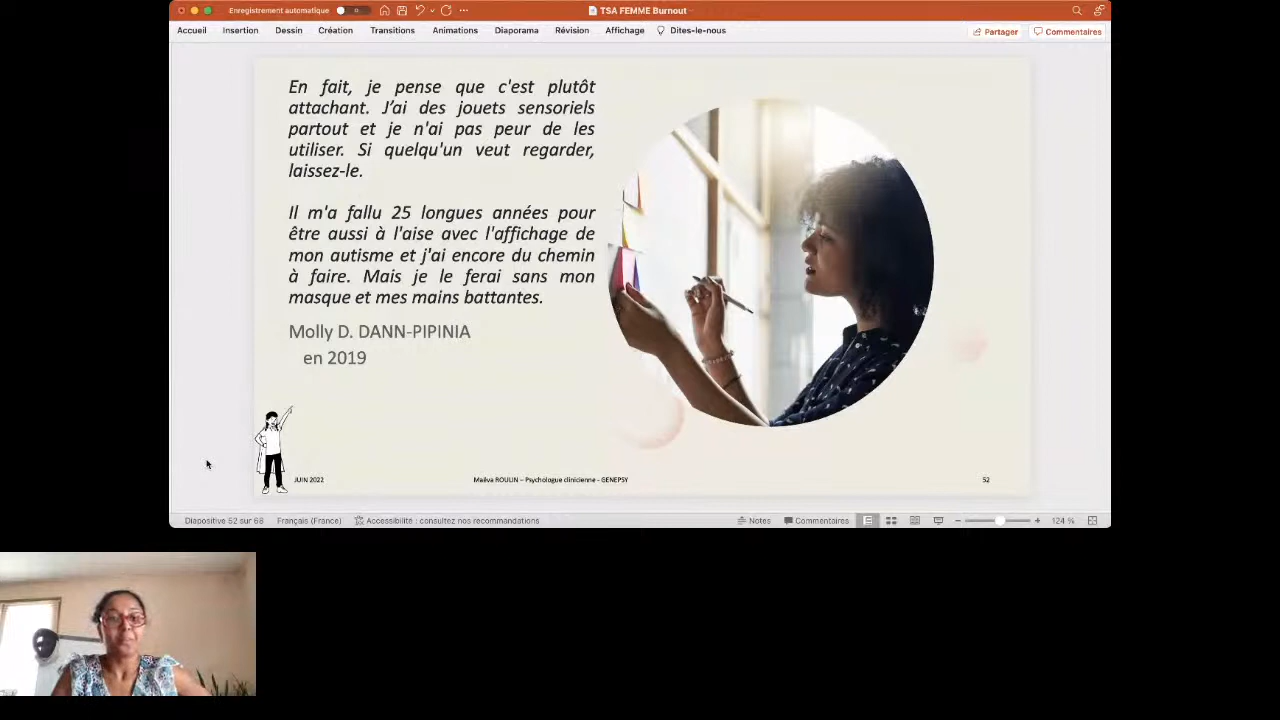 Enregistrement automatique
TSA FEMME Burnout
Accueil Insertion Dessin Création Transitions Animations Diaporama Révision Affichage Dites-le-nous Partager Commentaires
En fait, je pense que c'est plutôt
attachant. J'ai des jouets sensoriels
partout et je n'ai pas peur de les
utiliser. Si quelqu'un veut regarder,
laissez-le.
Il m'a fallu 25 longues années pour
être aussi à l'aise avec l'affichage de
mon autisme et j'ai encore du chemin
à faire. Mais je le ferai sans mon
masque et mes mains battantes.
Molly D. DANN-PIPINIA
en 2019
JUIN 2022 Maëva ROULIN – Psychologue clinicienne - GENEPSY 52
Diapositive 52 sur 68 Français (France) Accessibilité : consultez nos recommandations Notes Commentaires 124 %